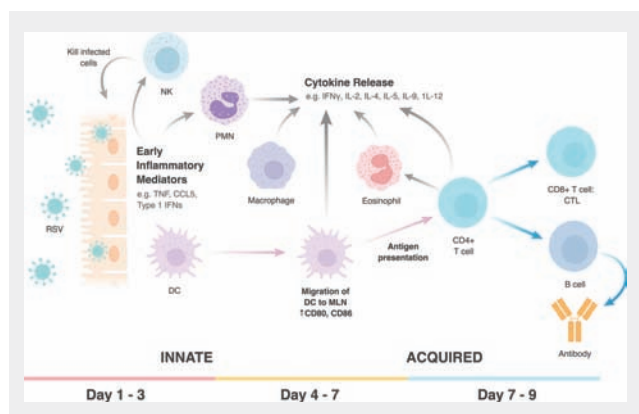 Kill infected
cells
NK
PMN
Cytokine Release
e.g. IFNγ, IL-2, IL-4, IL-5, IL-9, 1L-12
Early
Inflammatory
Mediators
e.g. TNF, CCL5,
Type 1 IFNs
Macrophage
Eosinophil
CD8+ T cell:
CTL
RSV
CD4+
T cell
Antigen
presentation
DC
Migration of
DC to MLN
↑CD80, CD86
B cell
Antibody
INNATE
ACQUIRED
Day 1 - 3
Day 4 - 7
Day 7 - 9